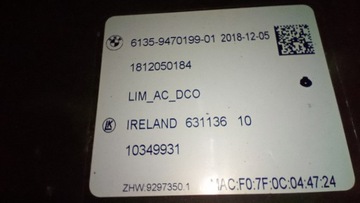 6135-9470199-01 2018-12-05
1812050184
LIM_AC_DCO
IRELAND 631136 10
10349931
ZHW.9297350.1 MAC:F0:7F:0C:04:47:24